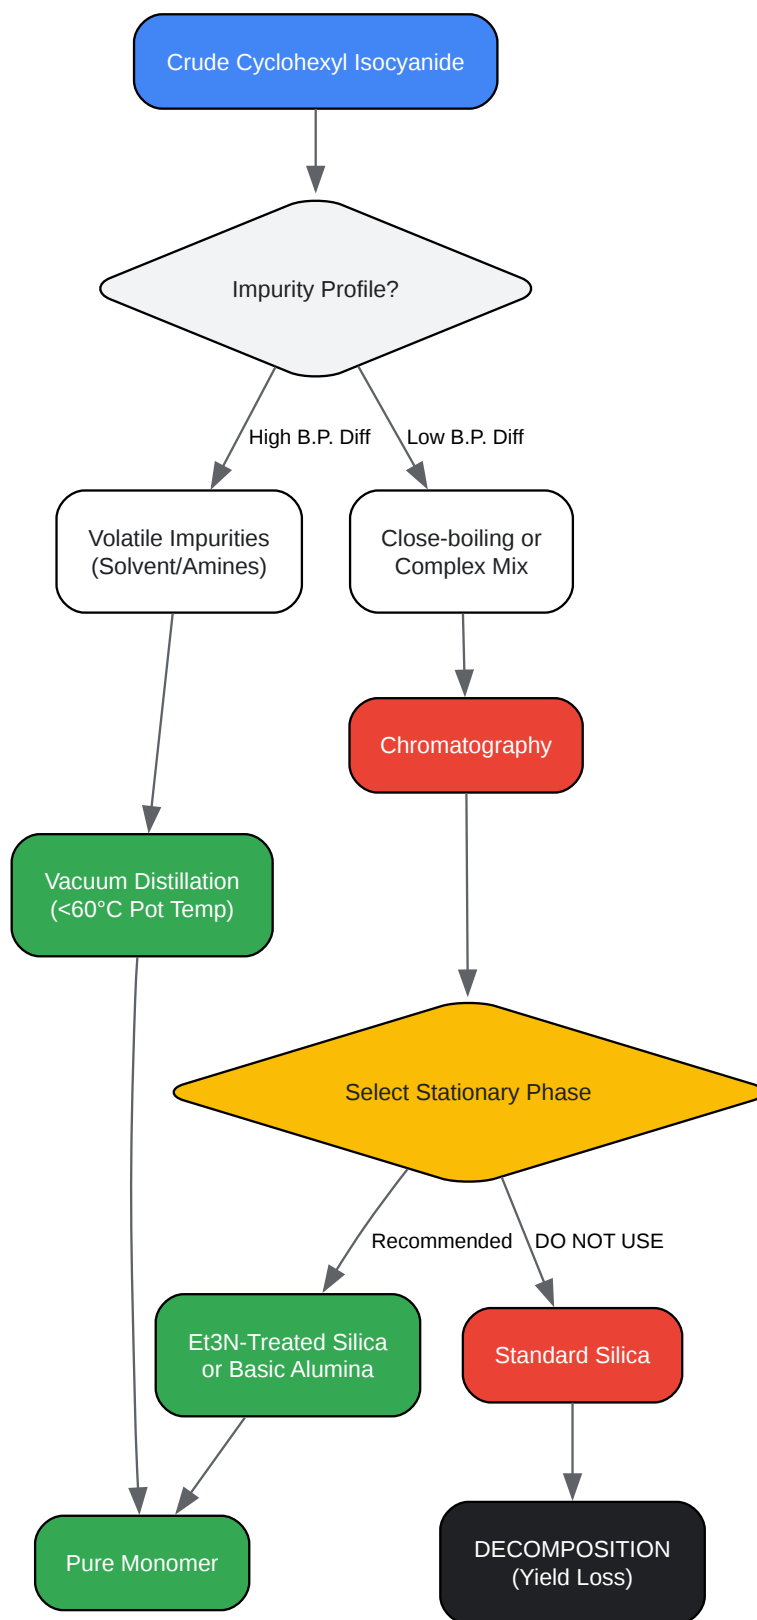 Crude Cyclohexyl Isocyanide
Impurity Profile?
High B.P. Diff
Low B.P. Diff
Volatile Impurities
(Solvent/Amines)
Close-boiling or
Complex Mix
Chromatography
Vacuum Distillation
(<60°C Pot Temp)
Select Stationary Phase
Recommended
DO NOT USE
Et3N-Treated Silica
or Basic Alumina
Standard Silica
Pure Monomer
DECOMPOSITION
(Yield Loss)